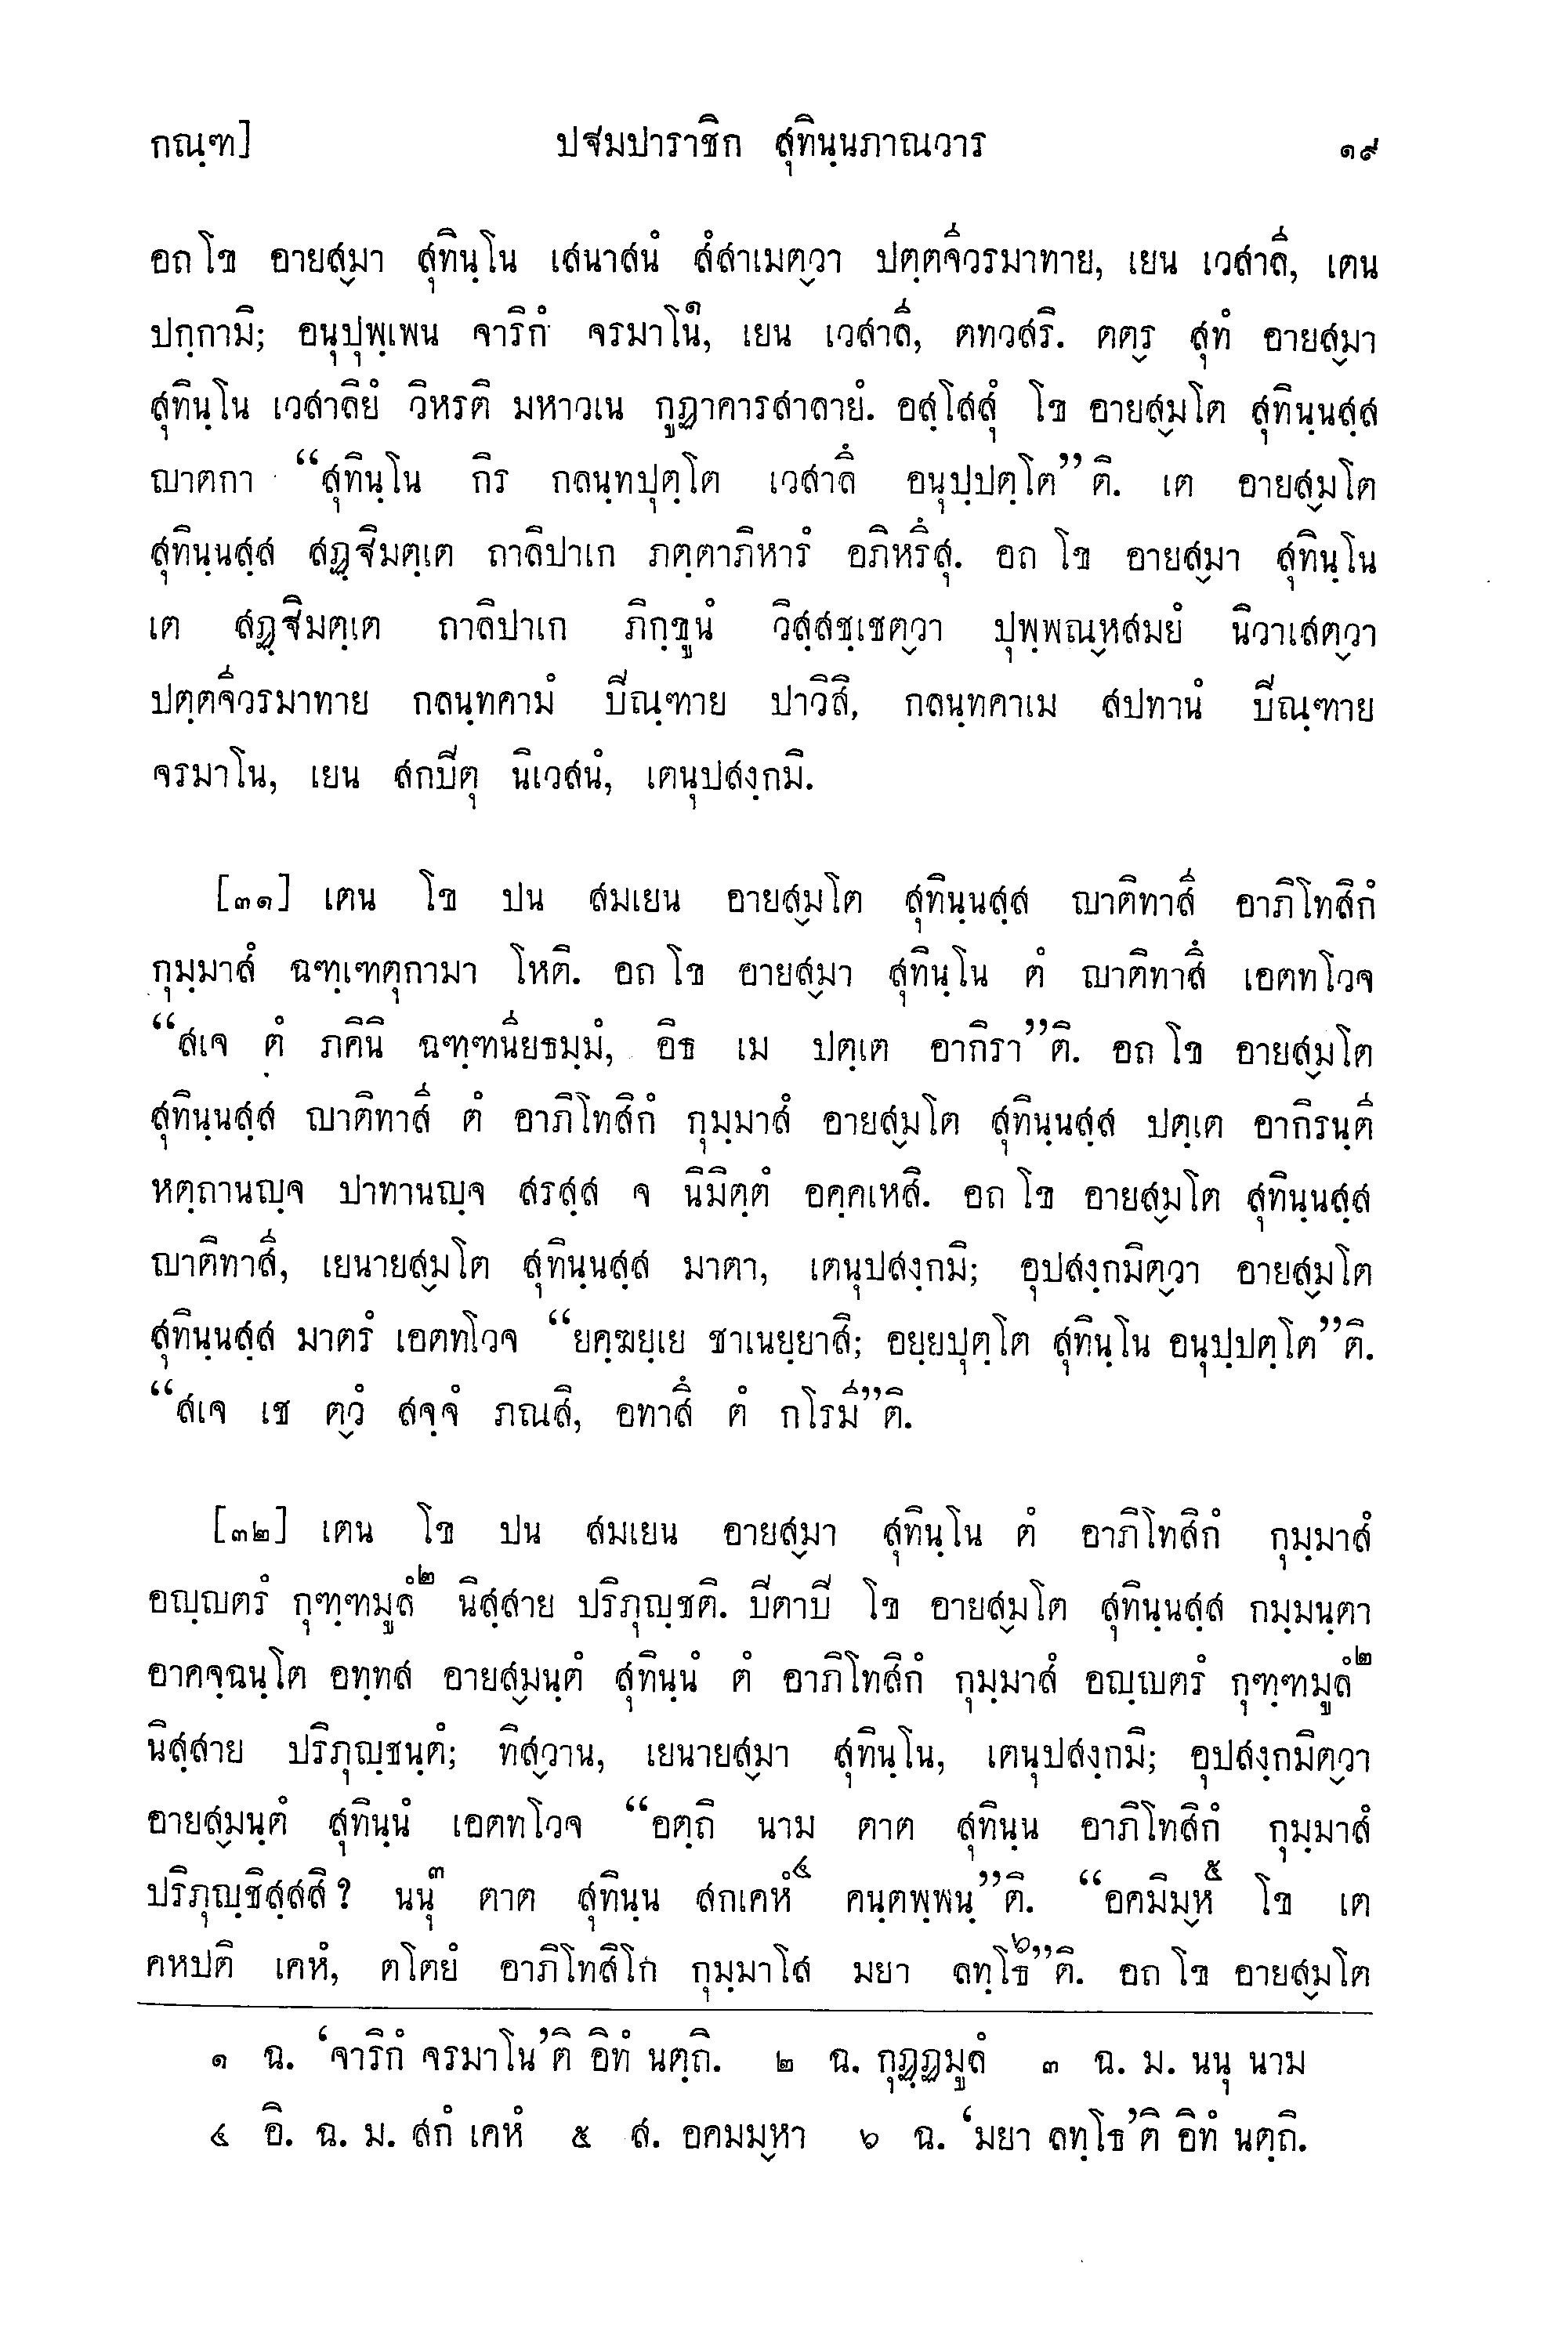 กณฺฑ] ปฐมปาราชิก สุทินฺนภาณวาร ๑๙
อถ โข อายส๎มา สุทินฺโน เสนาสนํ สํสาเมต๎วา ปตฺตจีวรมาทาย, เยน เวสาลี, เตน
ปกฺกามิ; อนุปุพฺเพน จาริกํ จรมาโน๑, เยน เวสาลี, ตทวสริ. ตต๎ร สุทํ อายส๎มา
สุทินฺโน เวสาลิยํ วิหรติ มหาวเน กูฏาคารสาลายํ. อสฺโสสุํ โข อายส๎มโต สุทินฺนสฺส
ญาตกา “สุทินฺโน กิร กลนฺทปุตฺโต เวสาลึ อนุปฺปตฺโต”ติ. เต อายส๎มโต
สุทินฺนสฺส สฏฺฐิมตฺเต ถาลิปาเก ภตฺตาภิหารํ อภิหรึสุ. อถ โข อายส๎มา สุทินฺโน
เต สฏฺฐิมตฺเต ถาลิปาเก ภิกฺขูนํ วิสฺสชฺเชต๎วา ปุพฺพณ๎หสมยํ นิวาเสต๎วา
ปตฺตจีวรมาทาย กลนฺทคามํ ปิณฺฑาย ปาวิสิ, กลนฺทคาเม สปทานํ ปิณฺฑาย
จรมาโน, เยน สกปิตุ นิเวสนํ, เตนุปสงฺกมิ.
[๓๑] เตน โข ปน สมเยน อายส๎มโต สุทินฺนสฺส ญาติทาสี อาภิโทสิกํ
กุมฺมาสํ ฉฑฺเฑตุกามา โหติ. อถ โข อายส๎มา สุทินฺโน ตํ ญาติทาสึ เอตทโวจ
“สเจ ตํ ภคินิ ฉฑฺฑนียธมฺมํ, อิธ เม ปตฺเต อากิรา”ติ. อถ โข อายส๎มโต
สุทินฺนสฺส ญาติทาสี ตํ อาภิโทสิกํ กุมฺมาสํ อายส๎มโต สุทินฺนสฺส ปตฺเต อากิรนฺตี
หตฺถานญฺจ ปาทานญฺจ สรสฺส จ นิมิตฺตํ อคฺคเหสิ. อถ โข อายส๎มโต สุทินฺนสฺส
ญาติทาสี, เยนายส๎มโต สุทินฺนสฺส มาตา, เตนุปสงฺกมิ; อุปสงฺกมิต๎วา อายส๎มโต
สุทินฺนสฺส มาตรํ เอตทโวจ “ยคฺฆยฺเย ชาเนยฺยาสิ; อยฺยปุตฺโต สุทินฺโน อนุปฺปตฺโต”ติ.
“สเจ เช ต๎วํ สจฺจํ ภณสิ, อทาสึ ตํ กโรมี”ติ.
[๓๒] เตน โข ปน สมเยน อายส๎มา สุทินฺโน ตํ อาภิโทสิกํ กุมฺมาสํ
อญฺญตรํ กุฑฺฑมูลํ๒ นิสฺสาย ปริภุญฺชติ. ปิตาปิ โข อายส๎มโต สุทินฺนสฺส กมฺมนฺตา
อาคจฺฉนฺโต อทฺทส อายส๎มนฺตํ สุทินฺนํ ตํ อาภิโทสิกํ กุมฺมาสํ อญฺญตรํ กุฑฺฑมูลํ๒
นิสฺสาย ปริภุญฺชนฺตํ; ทิส๎วาน, เยนายส๎มา สุทินฺโน, เตนุปสงฺกมิ; อุปสงฺกมิต๎วา
อายส๎มนฺตํ สุทินฺนํ เอตทโวจ “อตฺถิ นาม ตาต สุทินฺน อาภิโทสิกํ กุมฺมาสํ
ปริภุญฺชิสฺสสิ? นนุ๓ ตาต สุทินฺน สกเคหํ๔ คนฺตพฺพนฺ”ติ. “อคมิม๎ห๕ โข เต
คหปติ เคหํ, ตโตยํ อาภิโทสิโก กุมฺมาโส มยา ลทฺโธ๖”ติ. อถ โข อายส๎มโต
๑ ฉ. ‘จาริกํ จรมาโน’ติ อิทํ นตฺถิ. ๒ ฉ. กุฏฺฏมูลํ ๓ ฉ. ม. นนุ นาม
๔ อิ. ฉ. ม. สกํ เคหํ ๕ ส. อคมม๎หา ๖ ฉ. ‘มยา ลทฺโธ’ติ อิทํ นตฺถิ.